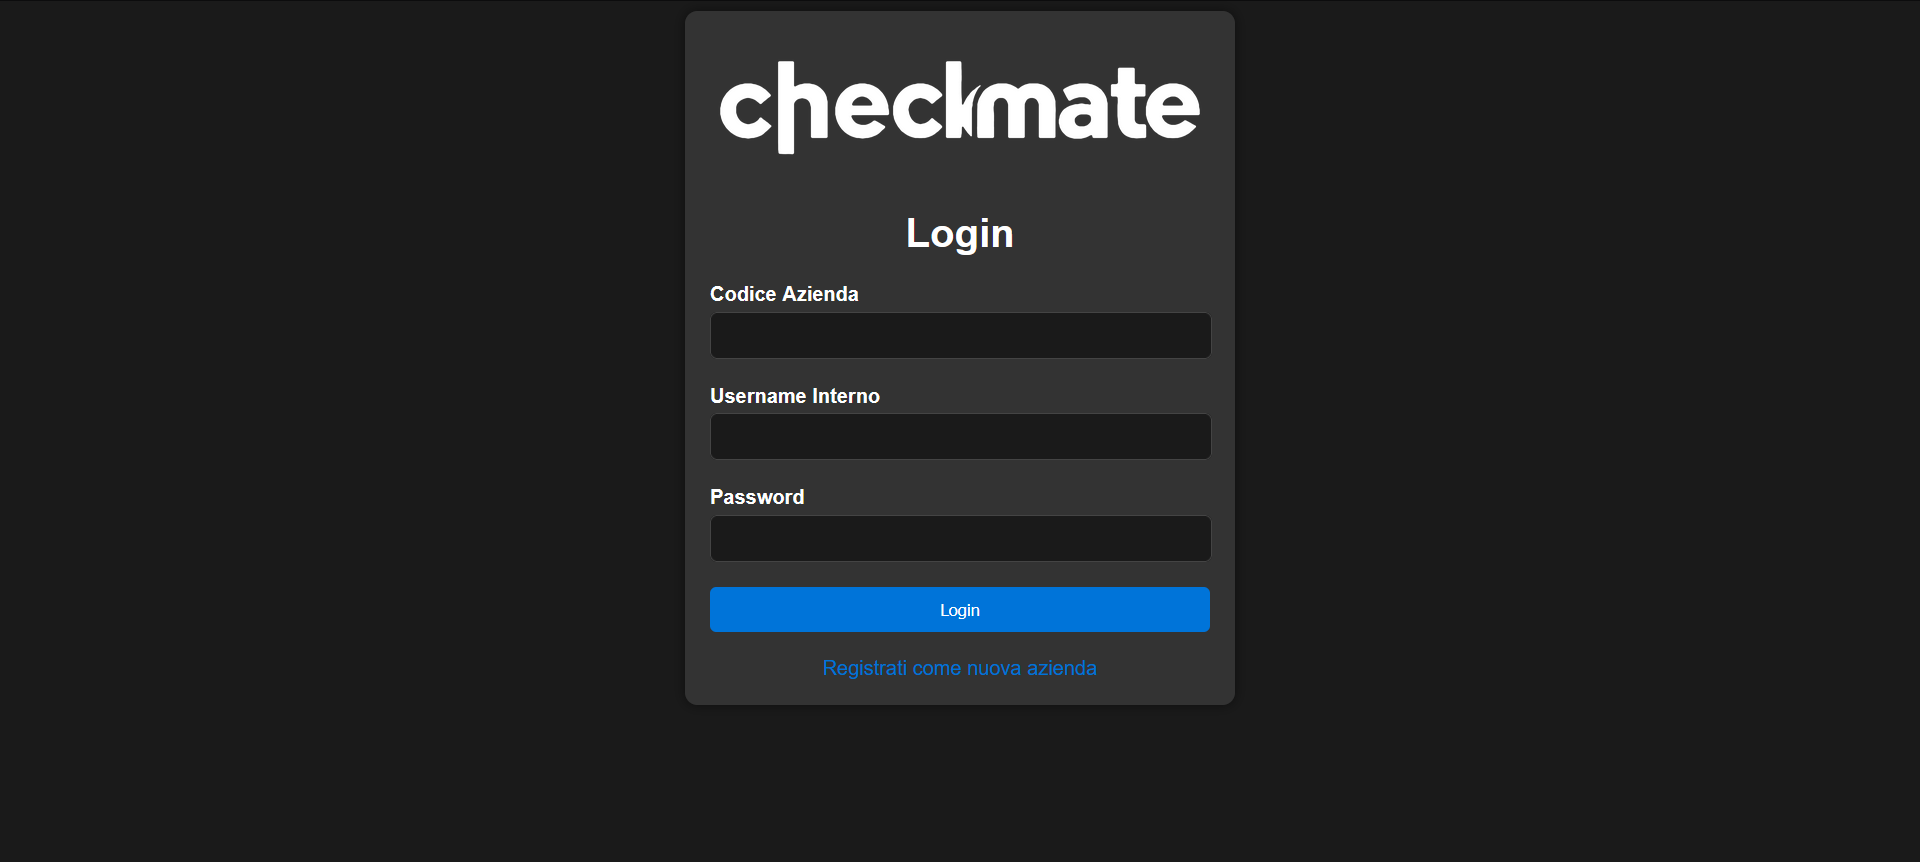 checkmate
Login
Codice Azienda
Username Interno
Password
Login
Registrati come nuova azienda